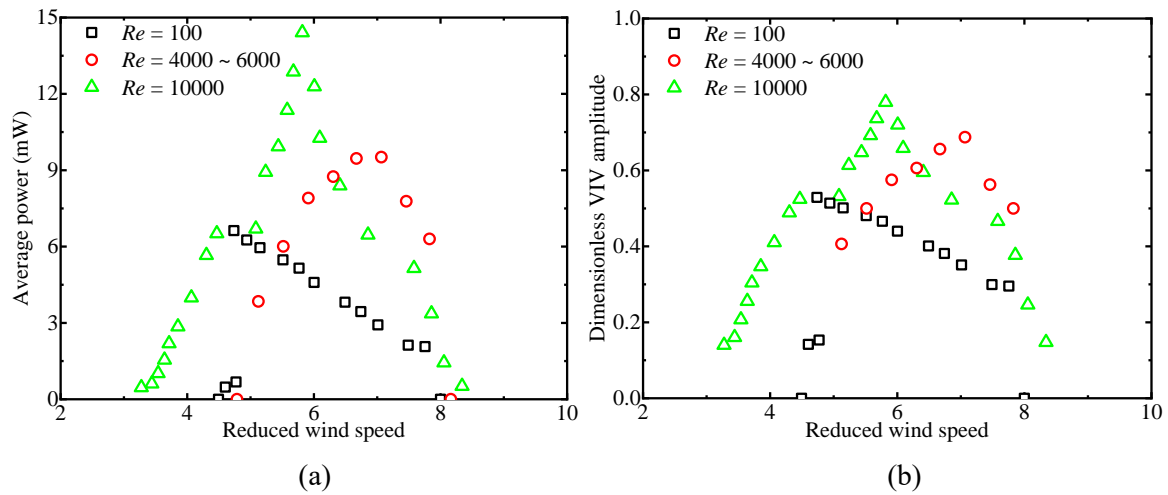 15
12
9
6
3
0
Average power (mW)
Re = 100
Re = 4000 ~ 6000
Re = 10000
2 4 6 8 10
Reduced wind speed
(a)
1.0
0.8
0.6
0.4
0.2
0.0
Dimensionless VIV amplitude
Re = 100
Re = 4000 ~ 6000
Re = 10000
2 4 6 8 10
Reduced wind speed
(b)